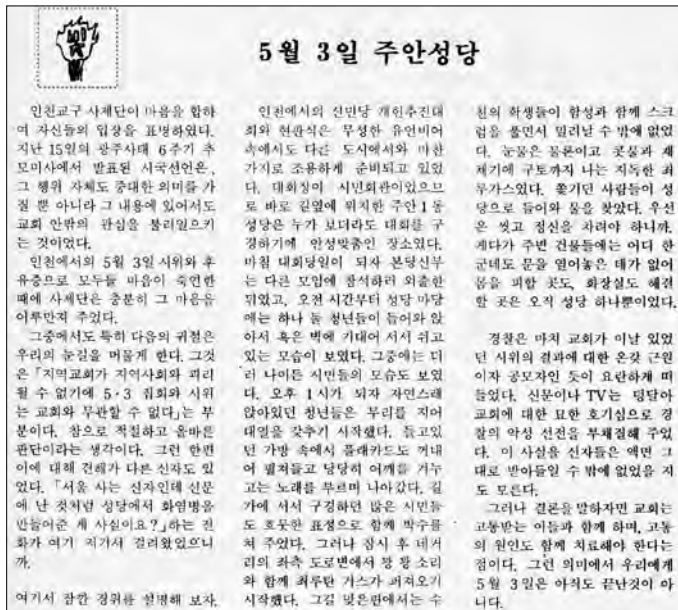 5월 3일 주안성당
인천교구 사제단이 마음을 합하
여 자신들의 입장을 표명하였다.
지난 15일의 광주사태 6주기 추
모미사에서 발표된 시국선언은,
그 행위 자체도 중대한 의미를 가
질 뿐 아니라 그 내용에 있어서도
교회 안팎의 관심을 불러일으키
는 것이었다.
인천에서의 5월 3일 시위와 후
유증으로 모두들 마음이 숙연한
때에 사제단은 충분히 그 마음을
어루만져 주었다.
그중에서도 특히 다음의 귀절은
우리의 눈길을 머물게 한다. 그것
은 「지역교회가 지역사회와 괴리
될 수 없기에 5·3 집회와 시위
는 교회와 무관할 수 없다」는 부
분이다. 참으로 적절하고 올바른
판단이라는 생각이다. 그런 한편
이에 대해 견해가 다른 신자도 있
었다. 「서울 사는 신자인데 신문
에 난 것처럼 성당에서 화염병을
만들어준 게 사실이요?」하는 전
화가 여기 저기서 걸려왔었으니
까.
여기서 잠깐 경위를 설명해 보자.
인천에서의 신민당 개헌추진대
회와 현판식은 무성한 유언비어
속에서도 다른 도시에서와 마찬
가지로 조용하게 준비되고 있었
다. 대회장이 시민회관이었으므
로 바로 길옆에 위치한 주안1동
성당은 누가 보더라도 대회를 구
경하기에 안성맞춤인 장소였다.
마침 대회당일이 되자 본당신부
는 다른 모임에 참석하러 외출한
뒤였고, 오전 시간부터 성당 마당
에는 하나 둘 청년들이 들어와 앉
아서 혹은 벽에 기대어 서서 쉬고
있는 모습이 보였다. 그중에는 더
러 나이든 시민들의 모습도 보였
다. 오후 1시가 되자 자연스레
앉아있던 청년들은 무리를 지어
대열을 갖추기 시작했다. 들고있
던 가방 속에서 플래카드도 꺼내
어 펼쳐들고 당당히 어깨를 겨누
고는 노래를 부르며 나아갔다. 길
가에 서서 구경하던 많은 시민들
도 흐뭇한 표정으로 함께 박수를
쳐 주었다. 그러나 잠시 후 네거
리의 좌측 도로변에서 팡 팡 소리
와 함께 최루탄 가스가 퍼져오기
시작했다. 그길 맞은편에서는 수
천의 학생들이 함성과 함께 스크
럼을 풀면서 밀려날 수 밖에 없었
다. 눈물은 물론이고 콧물과 재
채기에 구토까지 나는 지독한 최
루가스였다. 쫓기던 사람들이 성
당으로 들어와 물을 찾았다. 우선
은 씻고 정신을 차려야 하니까.
게다가 주변 건물들에는 어디 한
군데도 문을 열어놓은 데가 없어
몸을 피할 곳도, 화장실도 해결
할 곳은 오직 성당 하나뿐이었다.
경찰은 마치 교회가 이날 있었
던 시위의 결과에 대한 온갖 근원
이자 공모자인 듯이 요란하게 떠
들었다. 신문이나 TV는 덩달아
교회에 대한 묘한 호기심으로 경
찰의 악성 선전을 부채질해 주었
다. 이 사실을 신자들은 액면 그
대로 받아들일 수 밖에 없었을 지
도 모른다.
그러나 결론을 말하자면 교회는
고통받는 이들과 함께 하며, 고통
의 원인도 함께 치료해야 한다는
점이다. 그런 의미에서 우리에게
5월 3일은 아직도 끝난것이 아
니다.